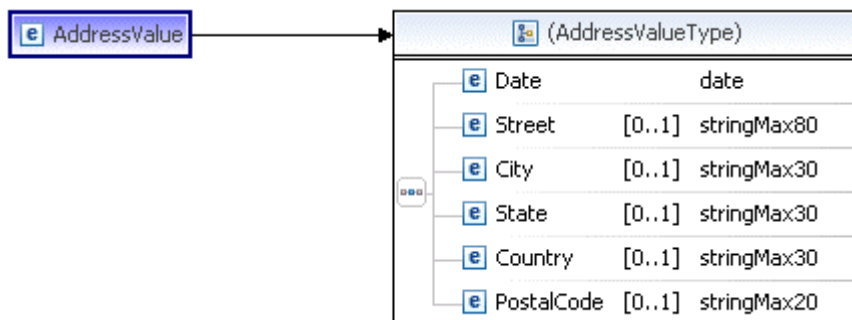 e AddressValue
(AddressValueType)
e Date date
e Street [0..1] stringMax80
e City [0..1] stringMax30
e State [0..1] stringMax30
e Country [0..1] stringMax30
e PostalCode [0..1] stringMax20